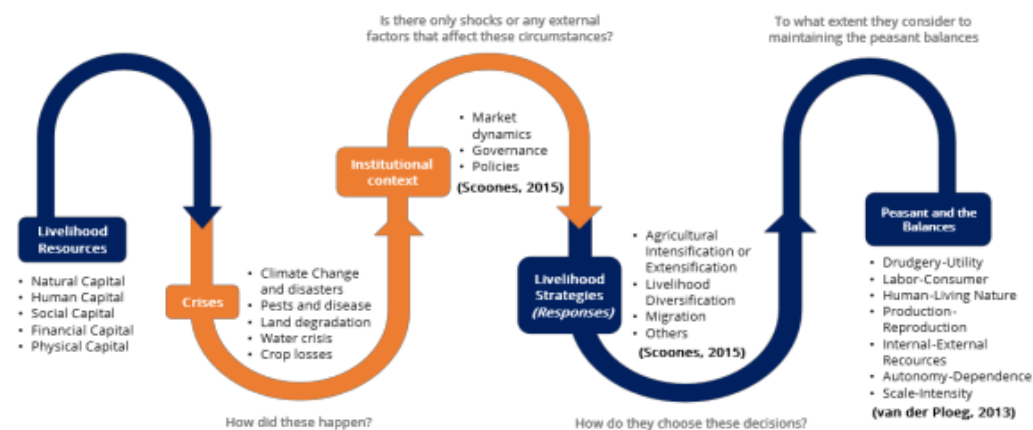 Is there only shocks or any external
factors that affect these circumstances?
To what extent they consider to
maintaining the peasant balances
Livelihood
Resources
• Natural Capital
• Human Capital
• Social Capital
• Financial Capital
• Physical Capital
Crises
• Climate Change
and disasters
• Pests and disease
• Land degradation
• Water crisis
• Crop losses
How did these happen?
Institutional
context
• Market
dynamics
• Governance
• Policies
(Scoones, 2015)
Livelihood
Strategies
(Responses)
• Agricultural
Intensification or
Extensification
• Livelihood
Diversification
• Migration
• Others
(Scoones, 2015)
How do they choose these decisions?
Peasant and the
Balances
• Drudgery-Utility
• Labor-Consumer
• Human-Living Nature
• Production-
Reproduction
• Internal-External
Recources
• Autonomy-Dependence
• Scale-Intensity
(van der Ploeg, 2013)